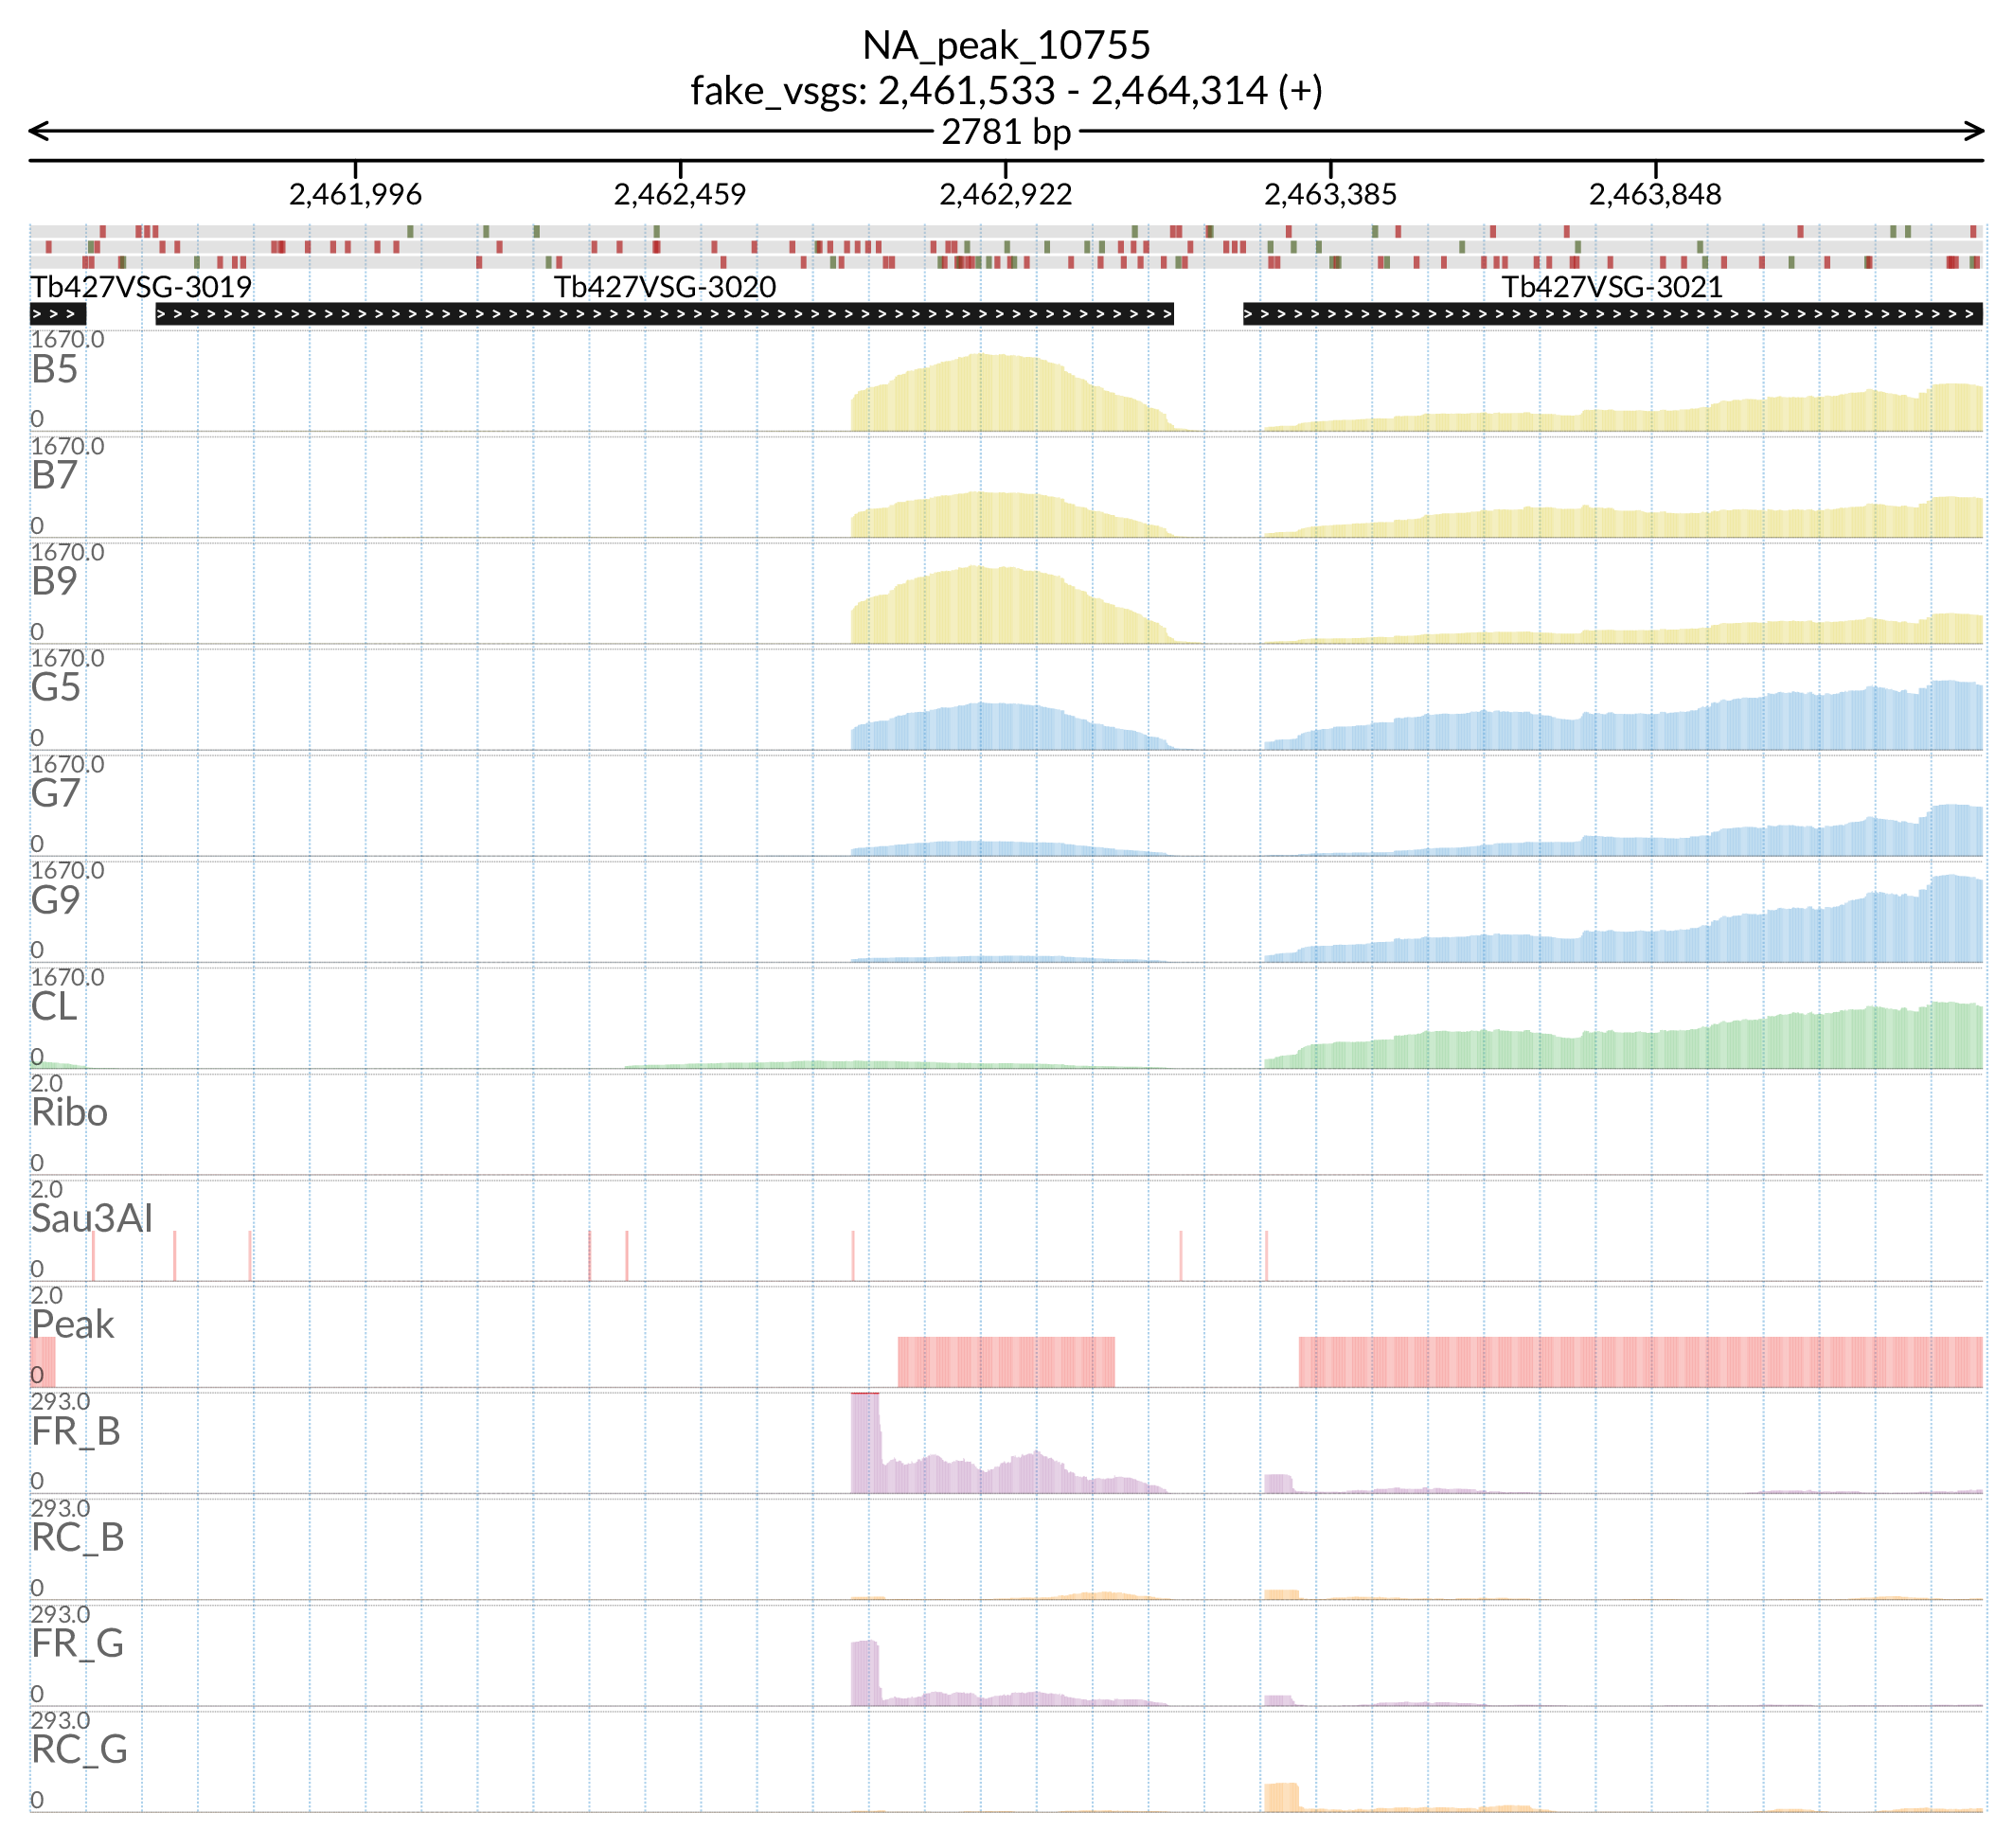 NA_peak_10755
fake_vsgs: 2,461,533 - 2,464,314 (+)
2781 bp
2,461,996 2,462,459 2,462,922 2,463,385 2,463,848
Tb427VSG-3019 Tb427VSG-3020 Tb427VSG-3021
1670.0
B5
0
1670.0
B7
0
1670.0
B9
0
1670.0
G5
0
1670.0
G7
0
1670.0
G9
0
1670.0
CL
0
2.0
Ribo
0
2.0
Sau3AI
0
2.0
Peak
0
293.0
FR_B
0
293.0
RC_B
0
293.0
FR_G
0
293.0
RC_G
0